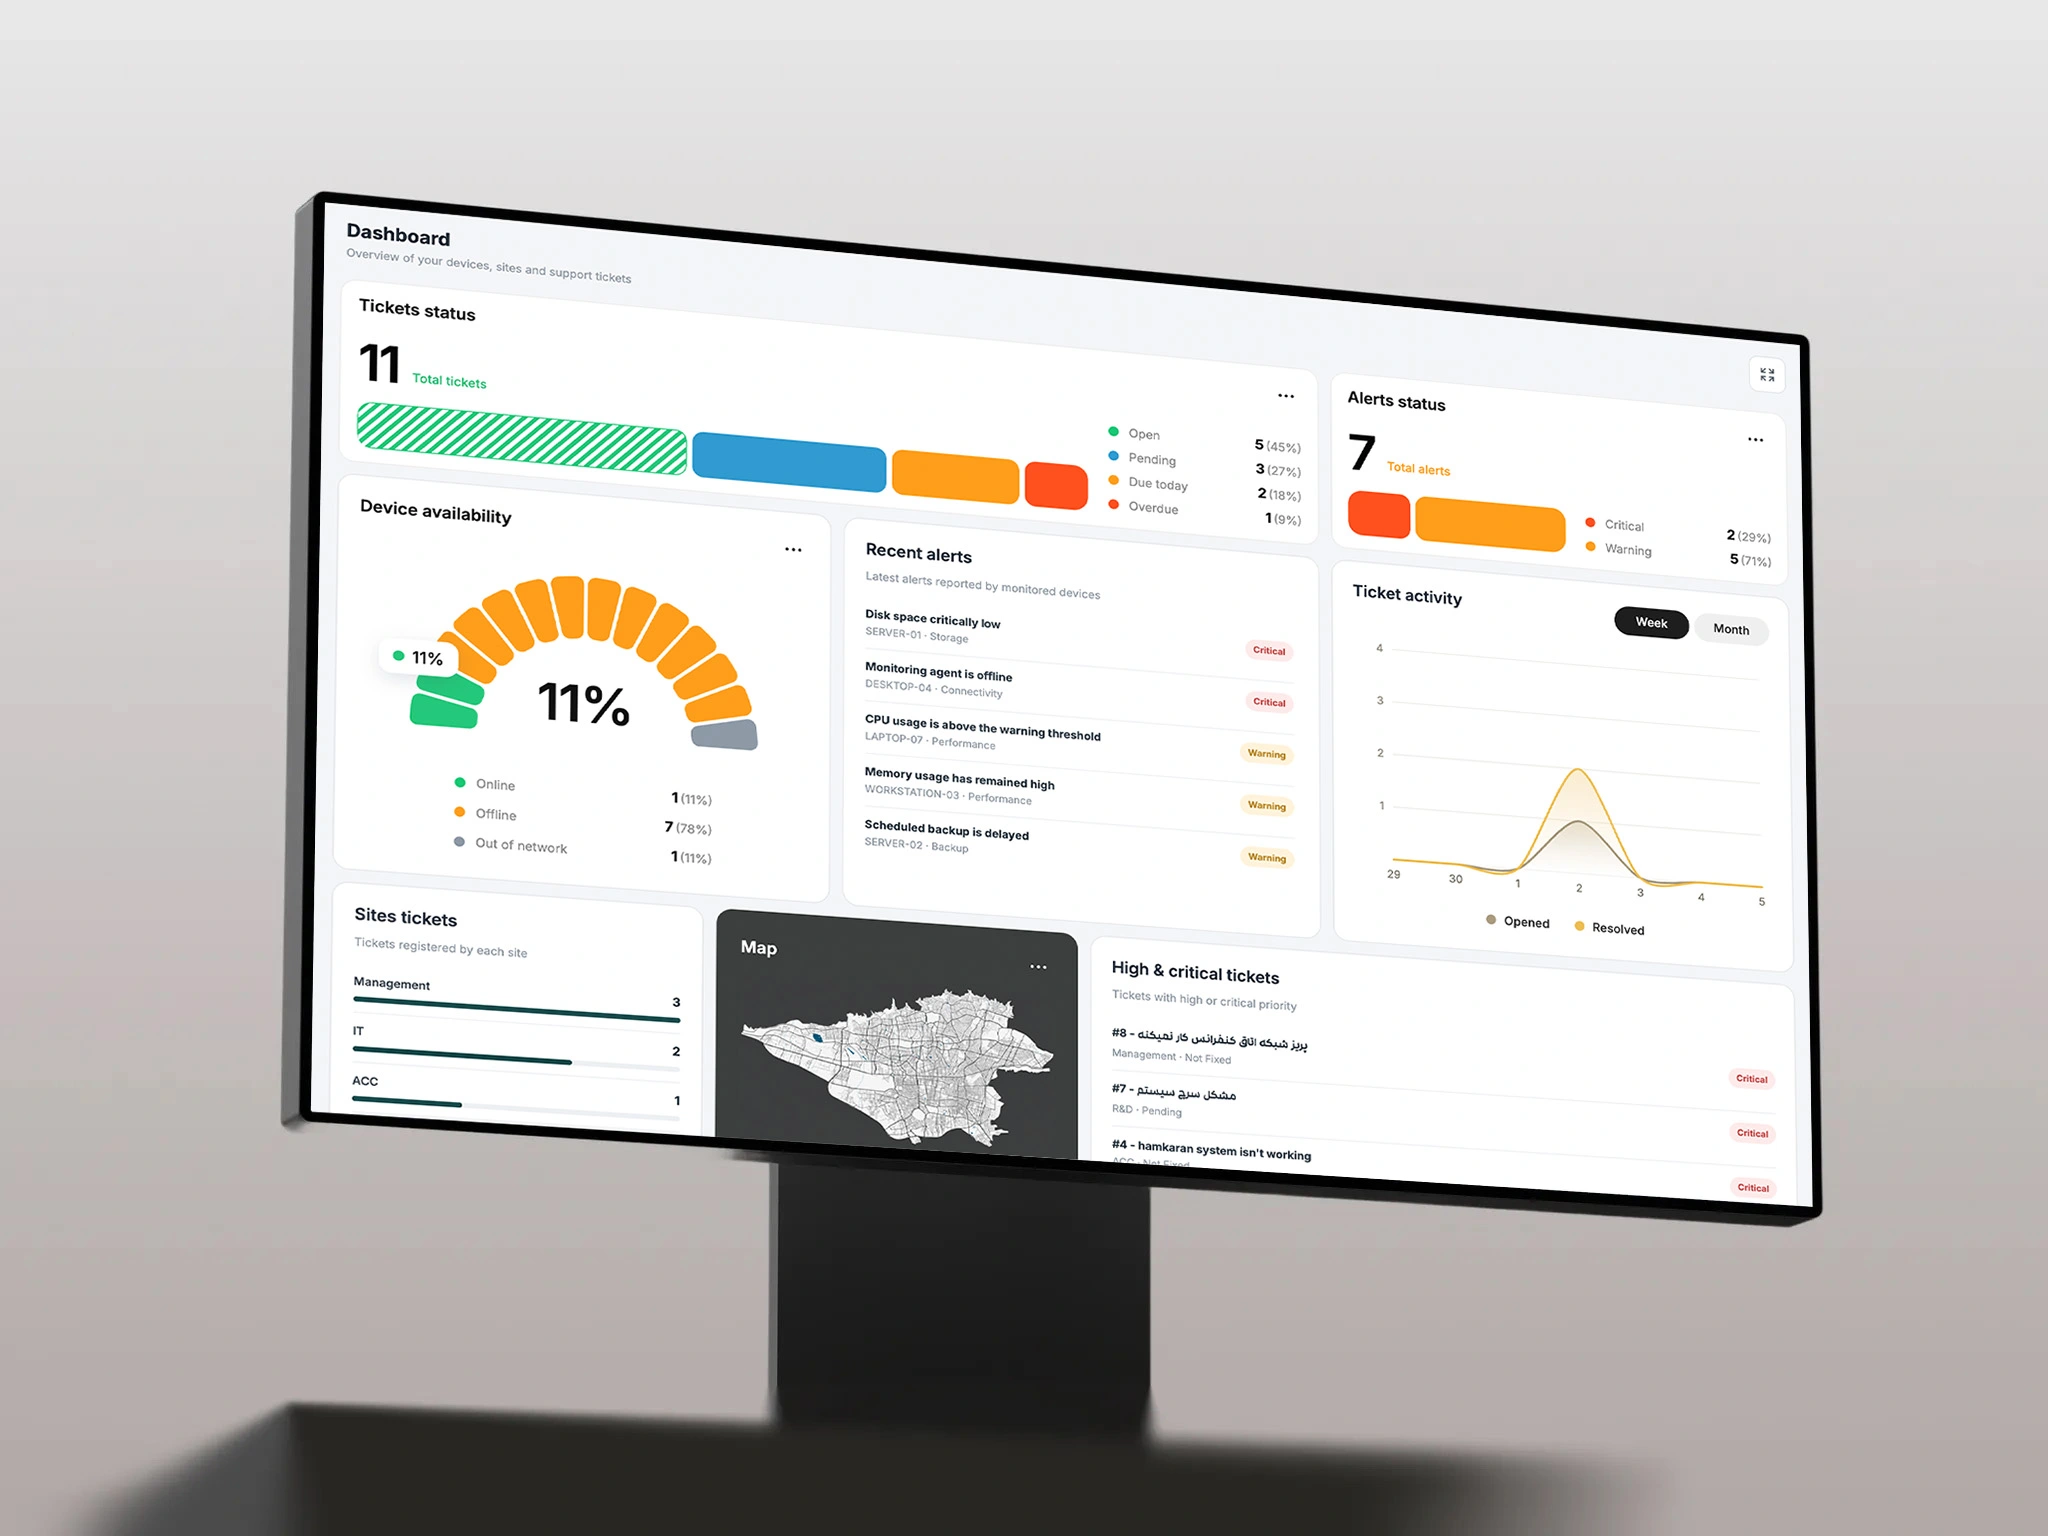 Dashboard
Overview of your devices, sites and support tickets
Tickets status
11 Total tickets
Open 5 (45%)
Pending 3 (27%)
Due today 2 (18%)
Overdue 1 (9%)
Alerts status
7 Total alerts
Critical 2 (29%)
Warning 5 (71%)
Device availability
11%
11%
Online 1 (11%)
Offline 7 (78%)
Out of network 1 (11%)
Recent alerts
Latest alerts reported by monitored devices
Disk space critically low
SERVER-01 · Storage
Critical
Monitoring agent is offline
DESKTOP-04 · Connectivity
Critical
CPU usage is above the warning threshold
LAPTOP-07 · Performance
Warning
Memory usage has remained high
WORKSTATION-03 · Performance
Warning
Scheduled backup is delayed
SERVER-02 · Backup
Warning
Ticket activity
Week Month
4
3
2
1
29 30 1 2 3 4 5
Opened Resolved
Sites tickets
Tickets registered by each site
Management 3
IT 2
ACC 1
Map
High & critical tickets
Tickets with high or critical priority
#8 - پریز شبکه اتاق کنفرانس کار نمیکنه
Management · Not Fixed
Critical
#7 - مشکل سرچ سیستم
R&D · Pending
Critical
#4 - hamkaran system isn't working
ACC · Not Fixed
Critical